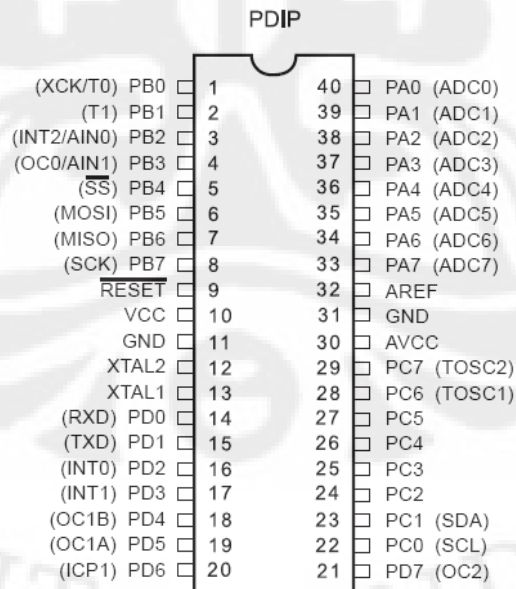 PDIP
(XCK/T0) PB0 1 40 PA0 (ADC0)
(T1) PB1 2 39 PA1 (ADC1)
(INT2/AIN0) PB2 3 38 PA2 (ADC2)
(OC0/AIN1) PB3 4 37 PA3 (ADC3)
(SS) PB4 5 36 PA4 (ADC4)
(MOSI) PB5 6 35 PA5 (ADC5)
(MISO) PB6 7 34 PA6 (ADC6)
(SCK) PB7 8 33 PA7 (ADC7)
RESET 9 32 AREF
VCC 10 31 GND
GND 11 30 AVCC
XTAL2 12 29 PC7 (TOSC2)
XTAL1 13 28 PC6 (TOSC1)
(RXD) PD0 14 27 PC5
(TXD) PD1 15 26 PC4
(INT0) PD2 16 25 PC3
(INT1) PD3 17 24 PC2
(OC1B) PD4 18 23 PC1 (SDA)
(OC1A) PD5 19 22 PC0 (SCL)
(ICP1) PD6 20 21 PD7 (OC2)